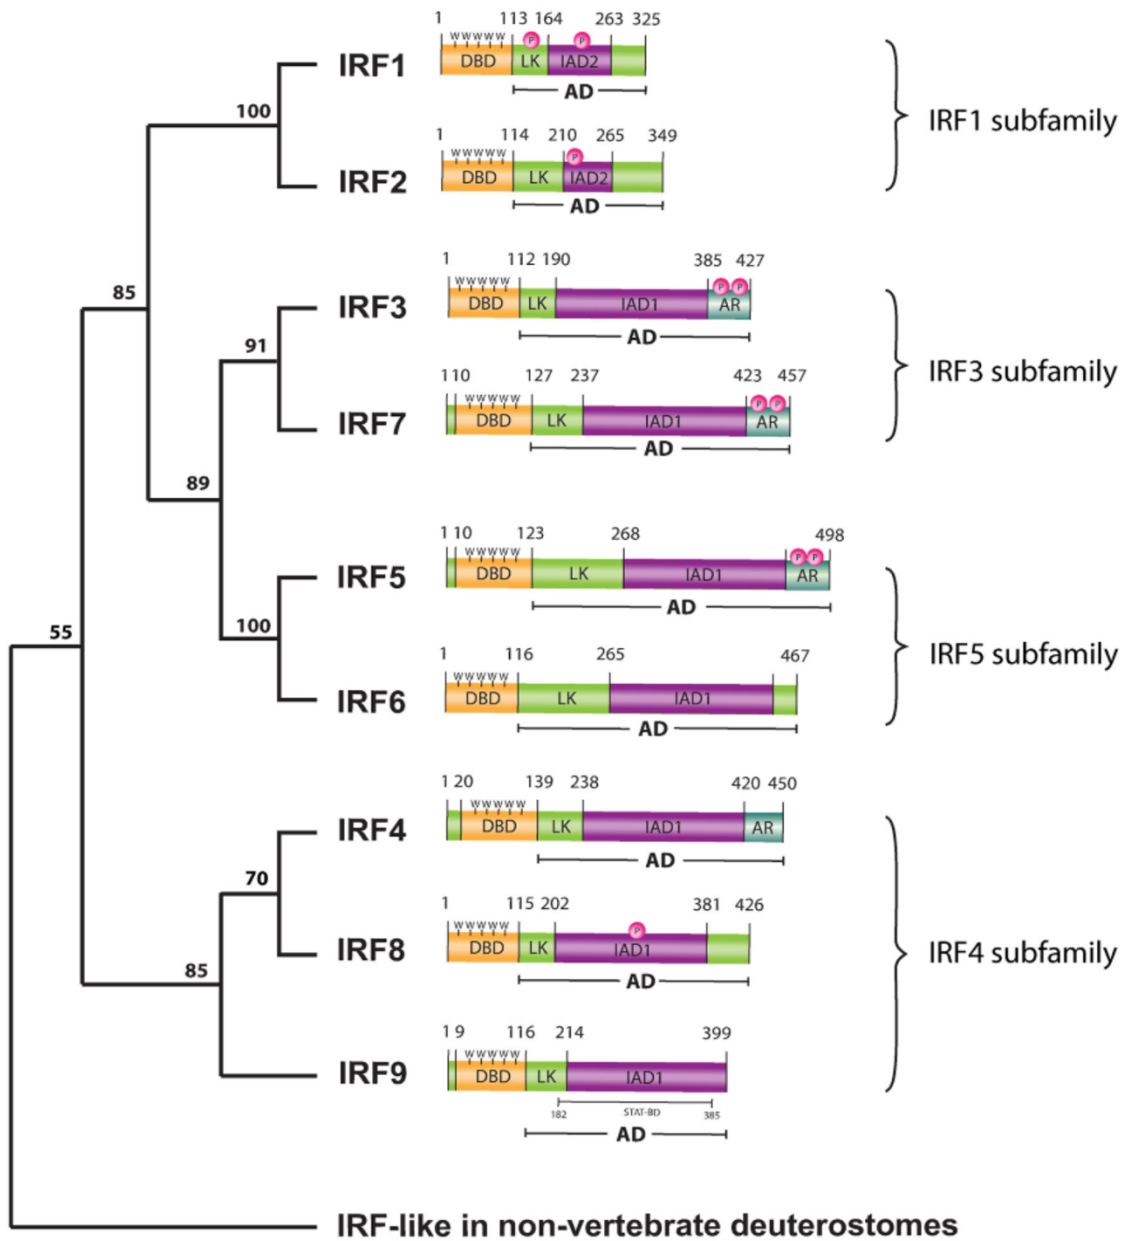 1 113 164 263 325
W W W W W P P
IRF1 DBD LK IAD2
AD
100
IRF1 subfamily
1 114 210 265 349
W W W W W P
IRF2 DBD LK IAD2
AD
1 112 190 385 427
W W W W W P P
85
IRF3 DBD LK IAD1 AR
AD
91
IRF3 subfamily
1 10 127 237 423 457
W W W W W P P
IRF7 DBD LK IAD1 AR
AD
89
1 10 123 268 498
W W W W W P P
IRF5 DBD LK IAD1 AR
AD
55
100
IRF5 subfamily
1 116 265 467
W W W W W
IRF6 DBD LK IAD1
AD
1 20 139 238 420 450
W W W W W
IRF4 DBD LK IAD1 AR
AD
70
1 115 202 381 426
W W W W W P
IRF8 DBD LK IAD1
IRF4 subfamily
85
AD
1 9 116 214 399
W W W W W
IRF9 DBD LK IAD1
182 STAT-BD 385
AD
IRF-like in non-vertebrate deuterostomes